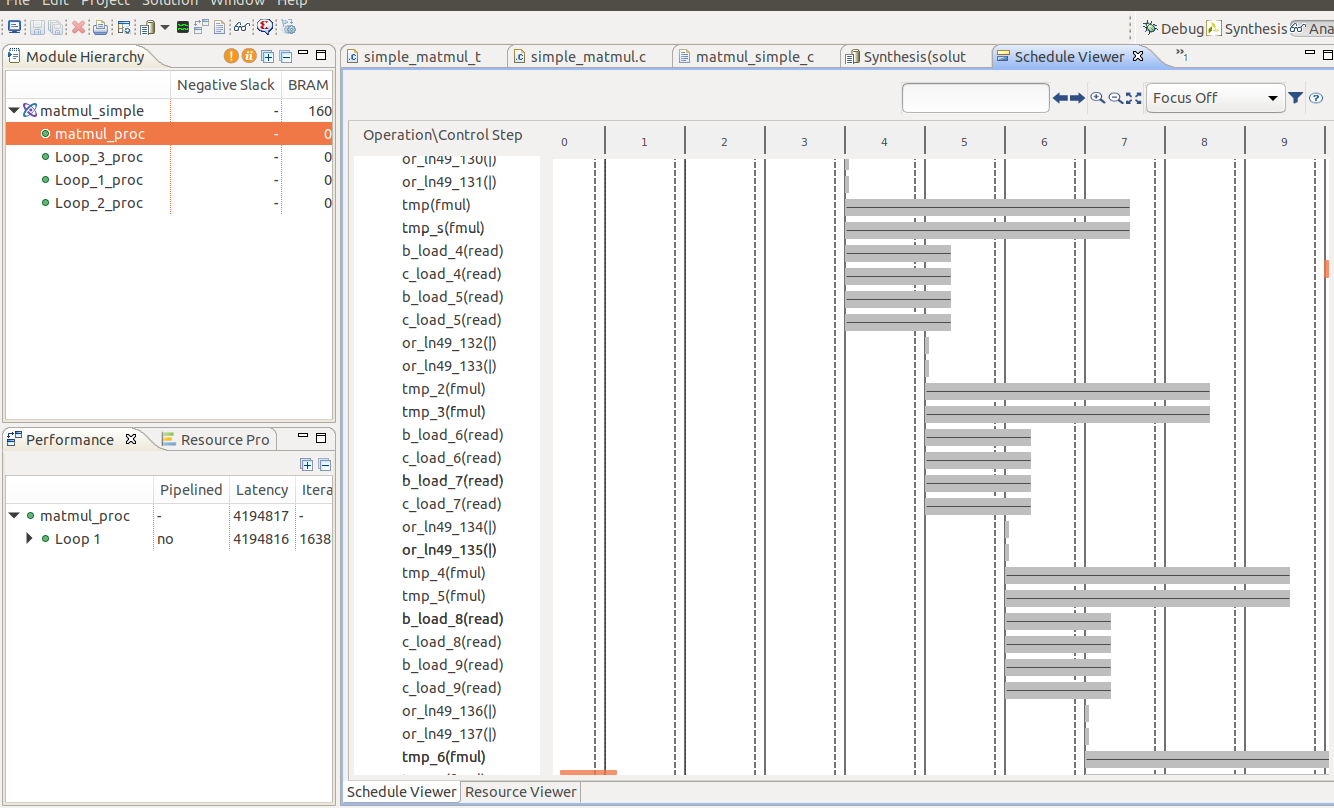 File Edit Project Solution Window Help
Debug Synthesis Ana
Module Hierarchy
Negative Slack BRAM
matmul_simple - 160
matmul_proc - 0
Loop_3_proc - 0
Loop_1_proc - 0
Loop_2_proc - 0
Performance Resource Pro
Pipelined Latency Itera
matmul_proc - 4194817 -
Loop 1 no 4194816 1638
simple_matmul_t simple_matmul.c matmul_simple_c Synthesis(solut Schedule Viewer »1
Focus Off
Operation\Control Step 0 1 2 3 4 5 6 7 8 9
or_ln49_130(|)
or_ln49_131(|)
tmp(fmul)
tmp_s(fmul)
b_load_4(read)
c_load_4(read)
b_load_5(read)
c_load_5(read)
or_ln49_132(|)
or_ln49_133(|)
tmp_2(fmul)
tmp_3(fmul)
b_load_6(read)
c_load_6(read)
b_load_7(read)
c_load_7(read)
or_ln49_134(|)
or_ln49_135(|)
tmp_4(fmul)
tmp_5(fmul)
b_load_8(read)
c_load_8(read)
b_load_9(read)
c_load_9(read)
or_ln49_136(|)
or_ln49_137(|)
tmp_6(fmul)
Schedule Viewer Resource Viewer